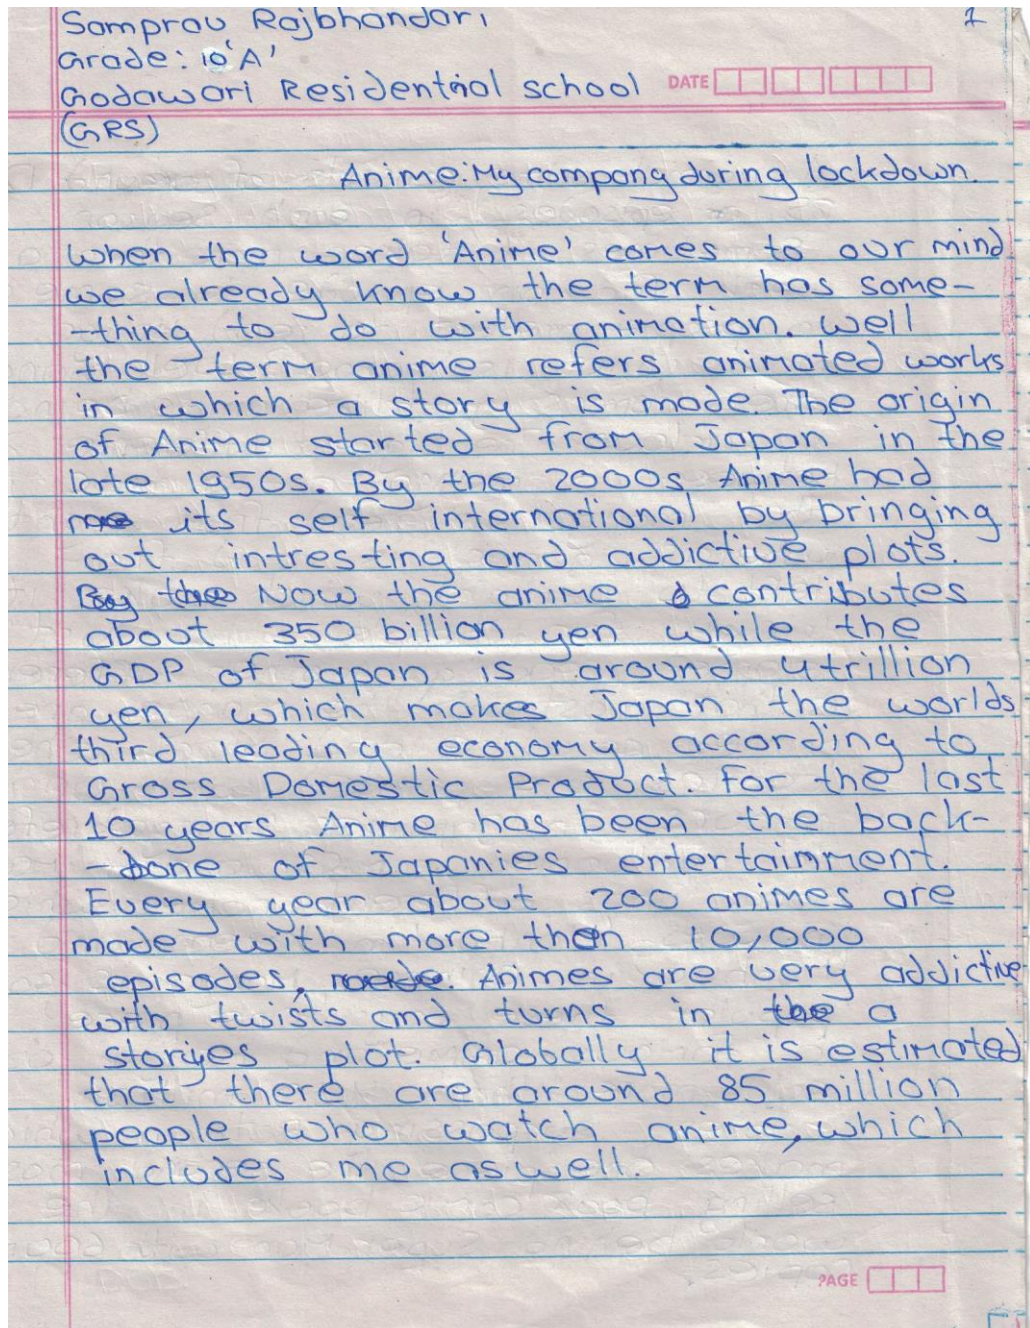 Samprav Rajbhandari 1
Grade: 10 'A'
Godawari Residential school DATE
(GRS)
Anime: My company during lockdown.
When the word 'Anime' comes to our mind
we already know the term has some-
-thing to do with animation. Well
the term anime refers animated works
in which a story is made. The origin
of Anime started from Japan in the
late 1950s. By the 2000s Anime had
its self international by bringing
out intresting and addictive plots.
Now the anime contributes
about 350 billion yen while the
GDP of Japan is around 4 trillion
yen, which makes Japan the worlds
third leading economy according to
Gross Domestic Product. For the last
10 years Anime has been the back-
-bone of Japanies entertainment.
Every year about 200 animes are
made with more then 10,000
episodes. Animes are very addictive
with twists and turns in a
storyes plot. Globally it is estimated
that there are around 85 million
people who watch anime, which
includes me as well.
PAGE